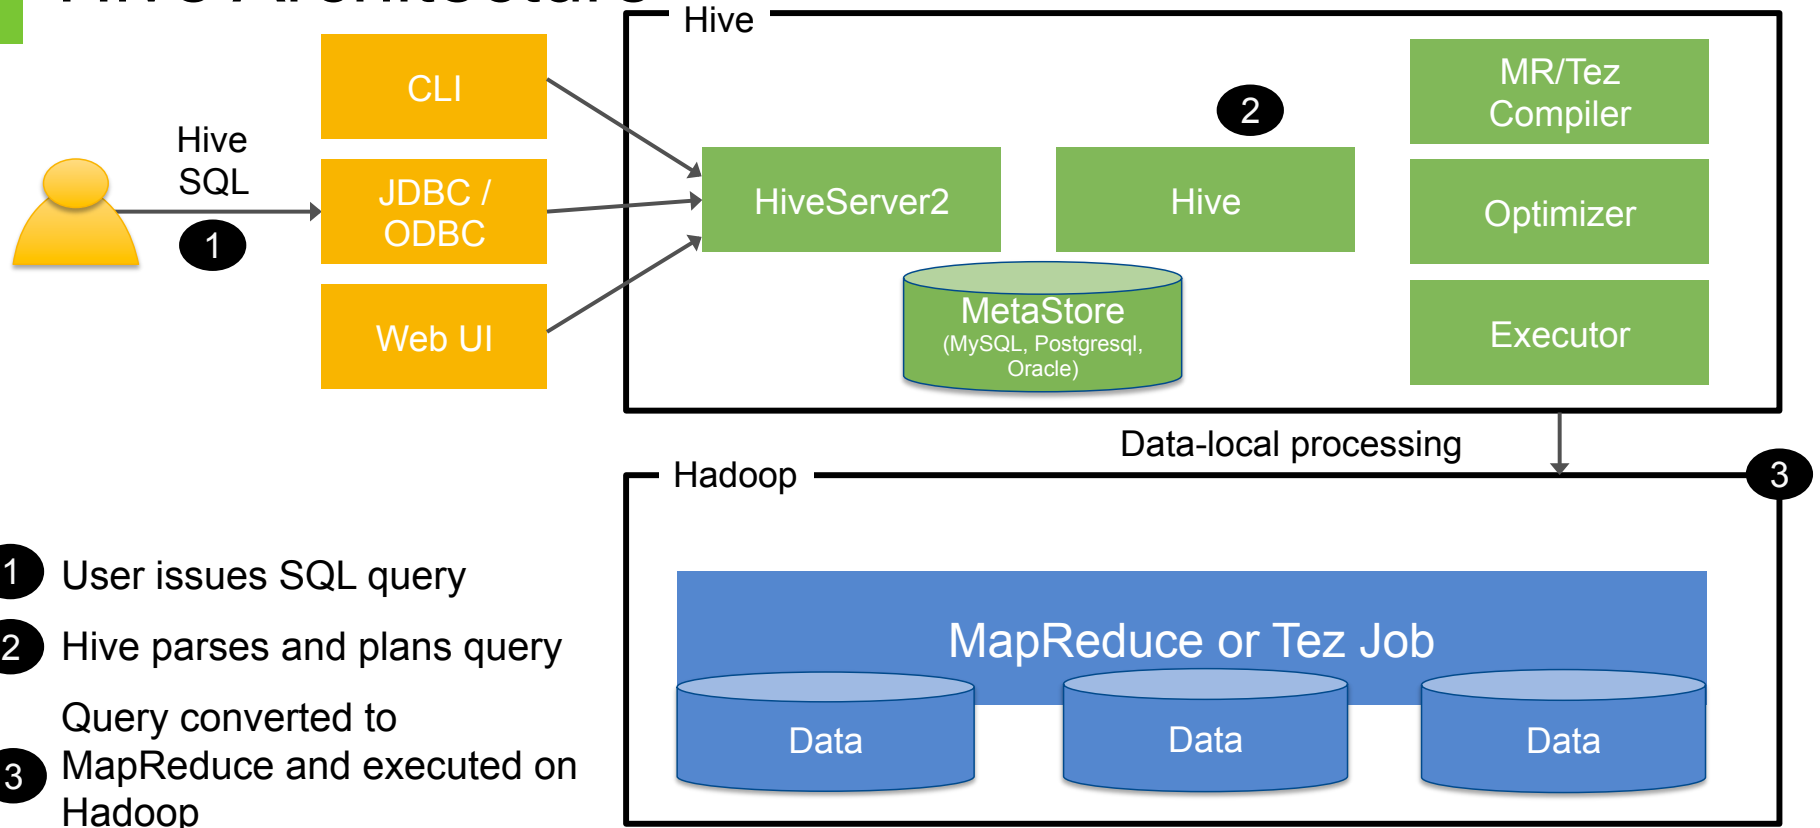 Hive Architecture
Hive
CLI
MR/Tez
Compiler
2
Hive
SQL
JDBC /
ODBC
HiveServer2
Hive
Optimizer
1
MetaStore
(MySQL, Postgresql,
Oracle)
Web UI
Executor
Data-local processing
Hadoop
3
1 User issues SQL query
2 Hive parses and plans query
Query converted to
3 MapReduce and executed on
Hadoop
MapReduce or Tez Job
Data
Data
Data